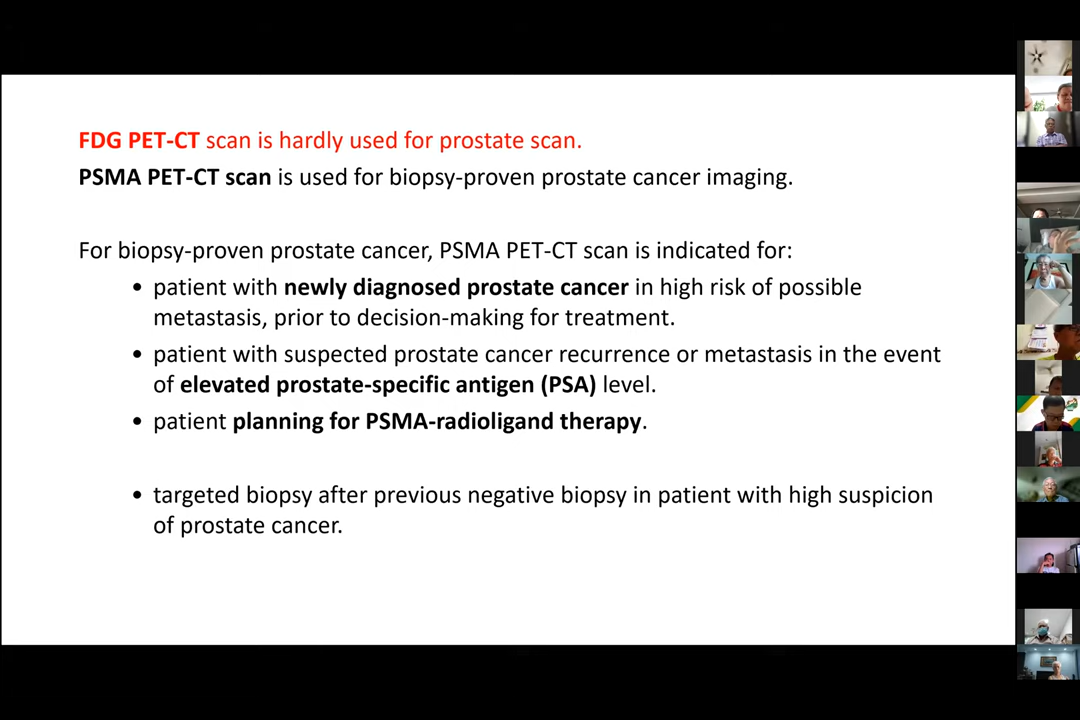 FDG PET-CT scan is hardly used for prostate scan.
PSMA PET-CT scan is used for biopsy-proven prostate cancer imaging.
For biopsy-proven prostate cancer, PSMA PET-CT scan is indicated for:
• patient with newly diagnosed prostate cancer in high risk of possible
metastasis, prior to decision-making for treatment.
• patient with suspected prostate cancer recurrence or metastasis in the event
of elevated prostate-specific antigen (PSA) level.
• patient planning for PSMA-radioligand therapy.
• targeted biopsy after previous negative biopsy in patient with high suspicion
of prostate cancer.